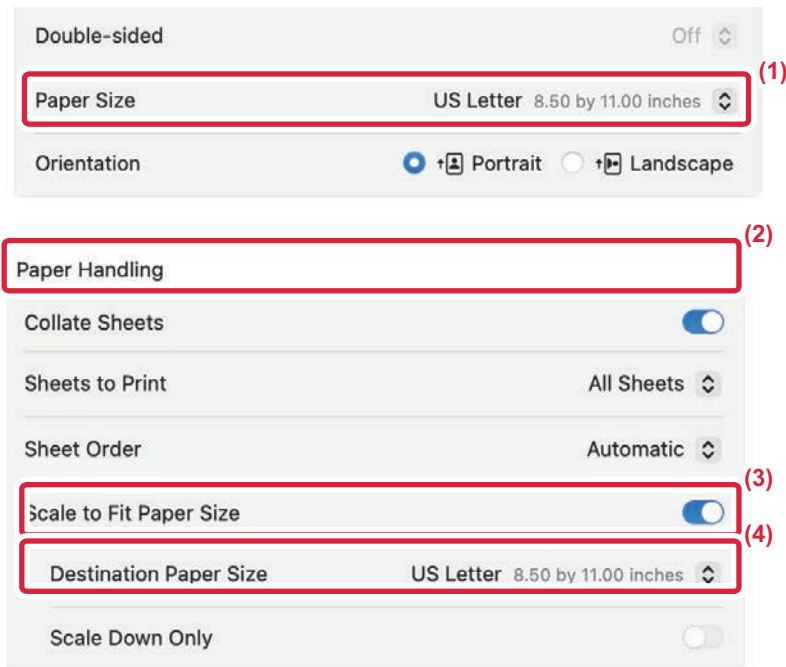 Double-sided Off
(1)
Paper Size US Letter 8.50 by 11.00 inches
Orientation Portrait Landscape
(2)
Paper Handling
Collate Sheets
Sheets to Print All Sheets
Sheet Order Automatic
(3)
Scale to Fit Paper Size
(4)
Destination Paper Size US Letter 8.50 by 11.00 inches
Scale Down Only